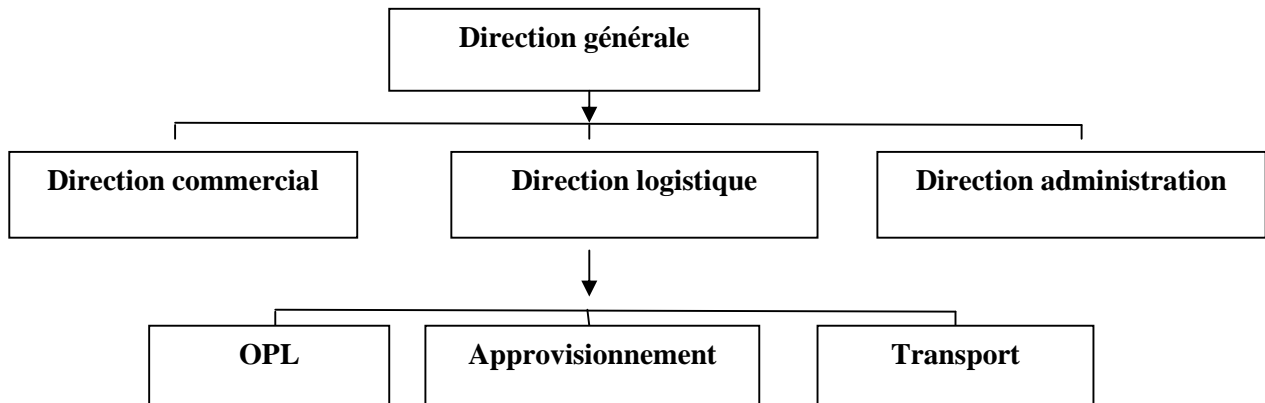 Direction générale
Direction commercial
Direction logistique
Direction administration
OPL
Approvisionnement
Transport